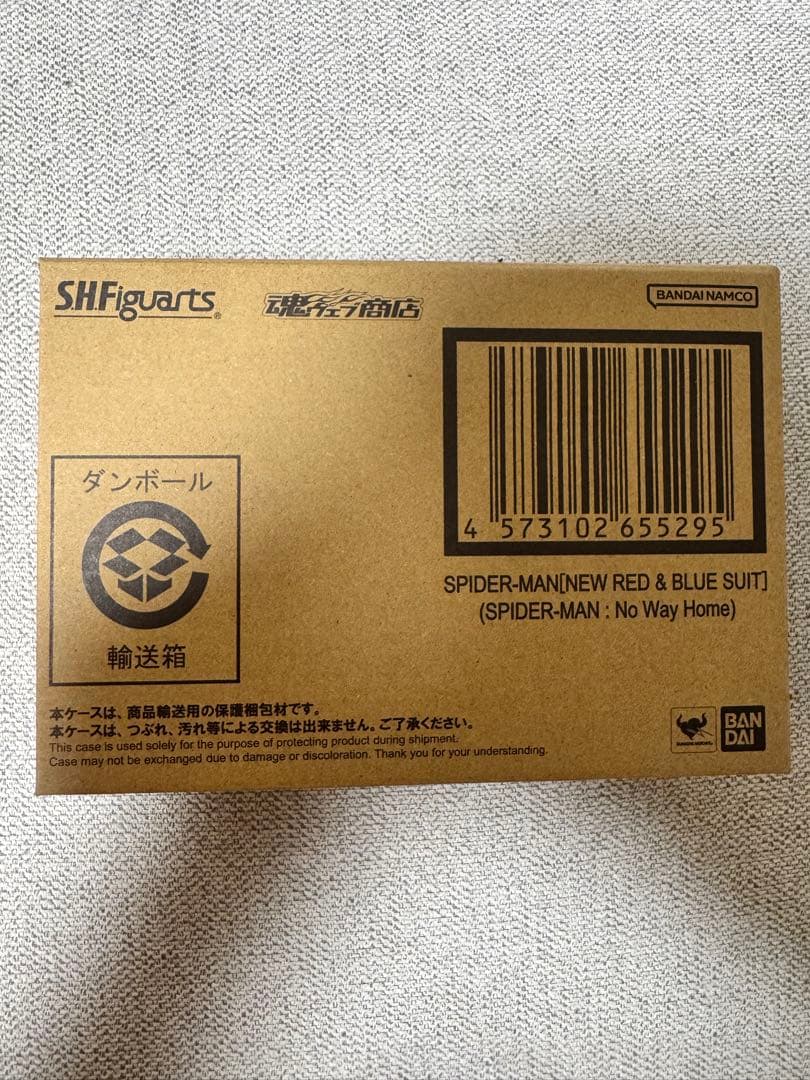 S.H.Figuarts®
魂ウェブ商店
BANDAI NAMCO
4 573102 655295
SPIDER-MAN[NEW RED & BLUE SUIT]
(SPIDER-MAN : No Way Home)
ダンボール
輸送箱
本ケースは、商品輸送用の保護梱包材です。
本ケースは、つぶれ、汚れ等による交換は出来ません。ご了承ください。
This case is used solely for the purpose of protecting product during shipment.
Case may not be exchanged due to damage or discoloration. Thank you for your understanding.
BAN
DAI